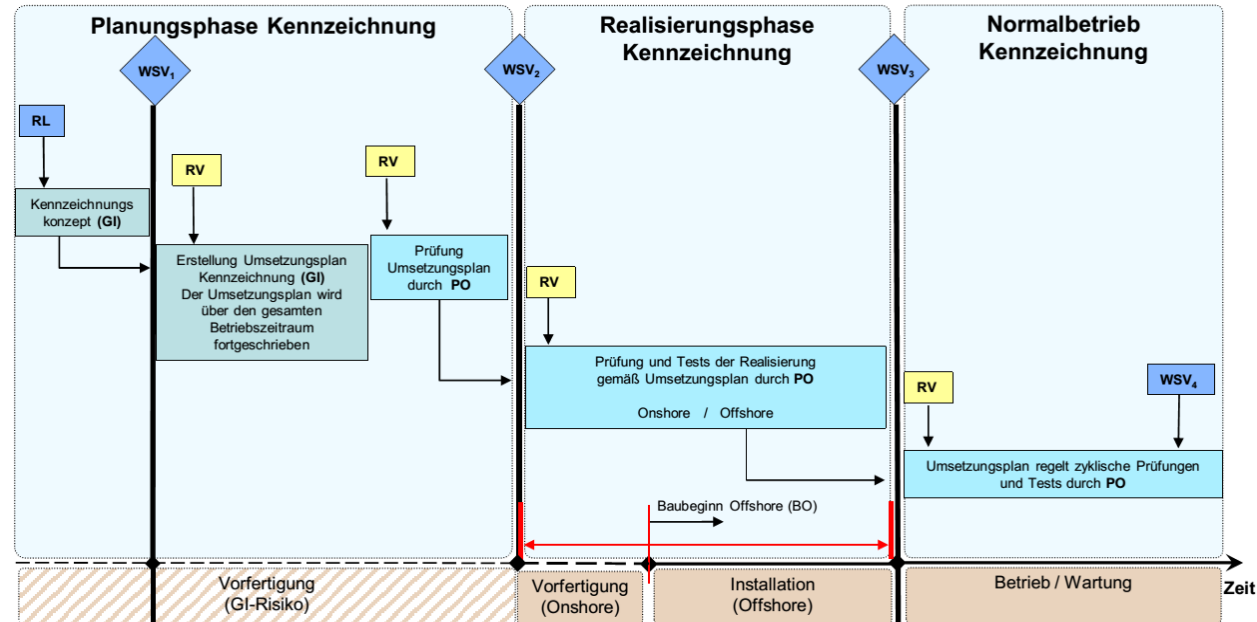 Planungsphase Kennzeichnung
Realisierungsphase
Kennzeichnung
Normalbetrieb
Kennzeichnung
WSV₁
WSV₂
WSV₃
RL
RV
RV
Kennzeichnungs
konzept (GI)
Erstellung Umsetzungsplan
Kennzeichnung (GI)
Der Umsetzungsplan wird
über den gesamten
Betriebszeitraum
fortgeschrieben
Prüfung
Umsetzungsplan
durch PO
RV
Prüfung und Tests der Realisierung
gemäß Umsetzungsplan durch PO
Onshore / Offshore
RV
WSV₄
Umsetzungsplan regelt zyklische Prüfungen
und Tests durch PO
Baubeginn Offshore (BO)
Vorfertigung
(GI-Risiko)
Vorfertigung
(Onshore)
Installation
(Offshore)
Betrieb / Wartung
Zeit